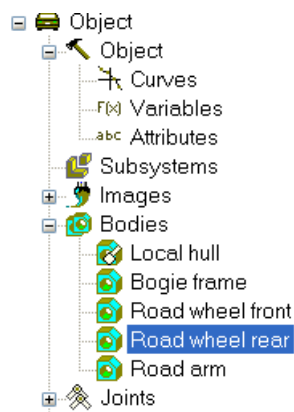 Object
Object
Curves
F(x) Variables
abc Attributes
Subsystems
Images
Bodies
Local hull
Bogie frame
Road wheel front
Road wheel rear
Road arm
Joints